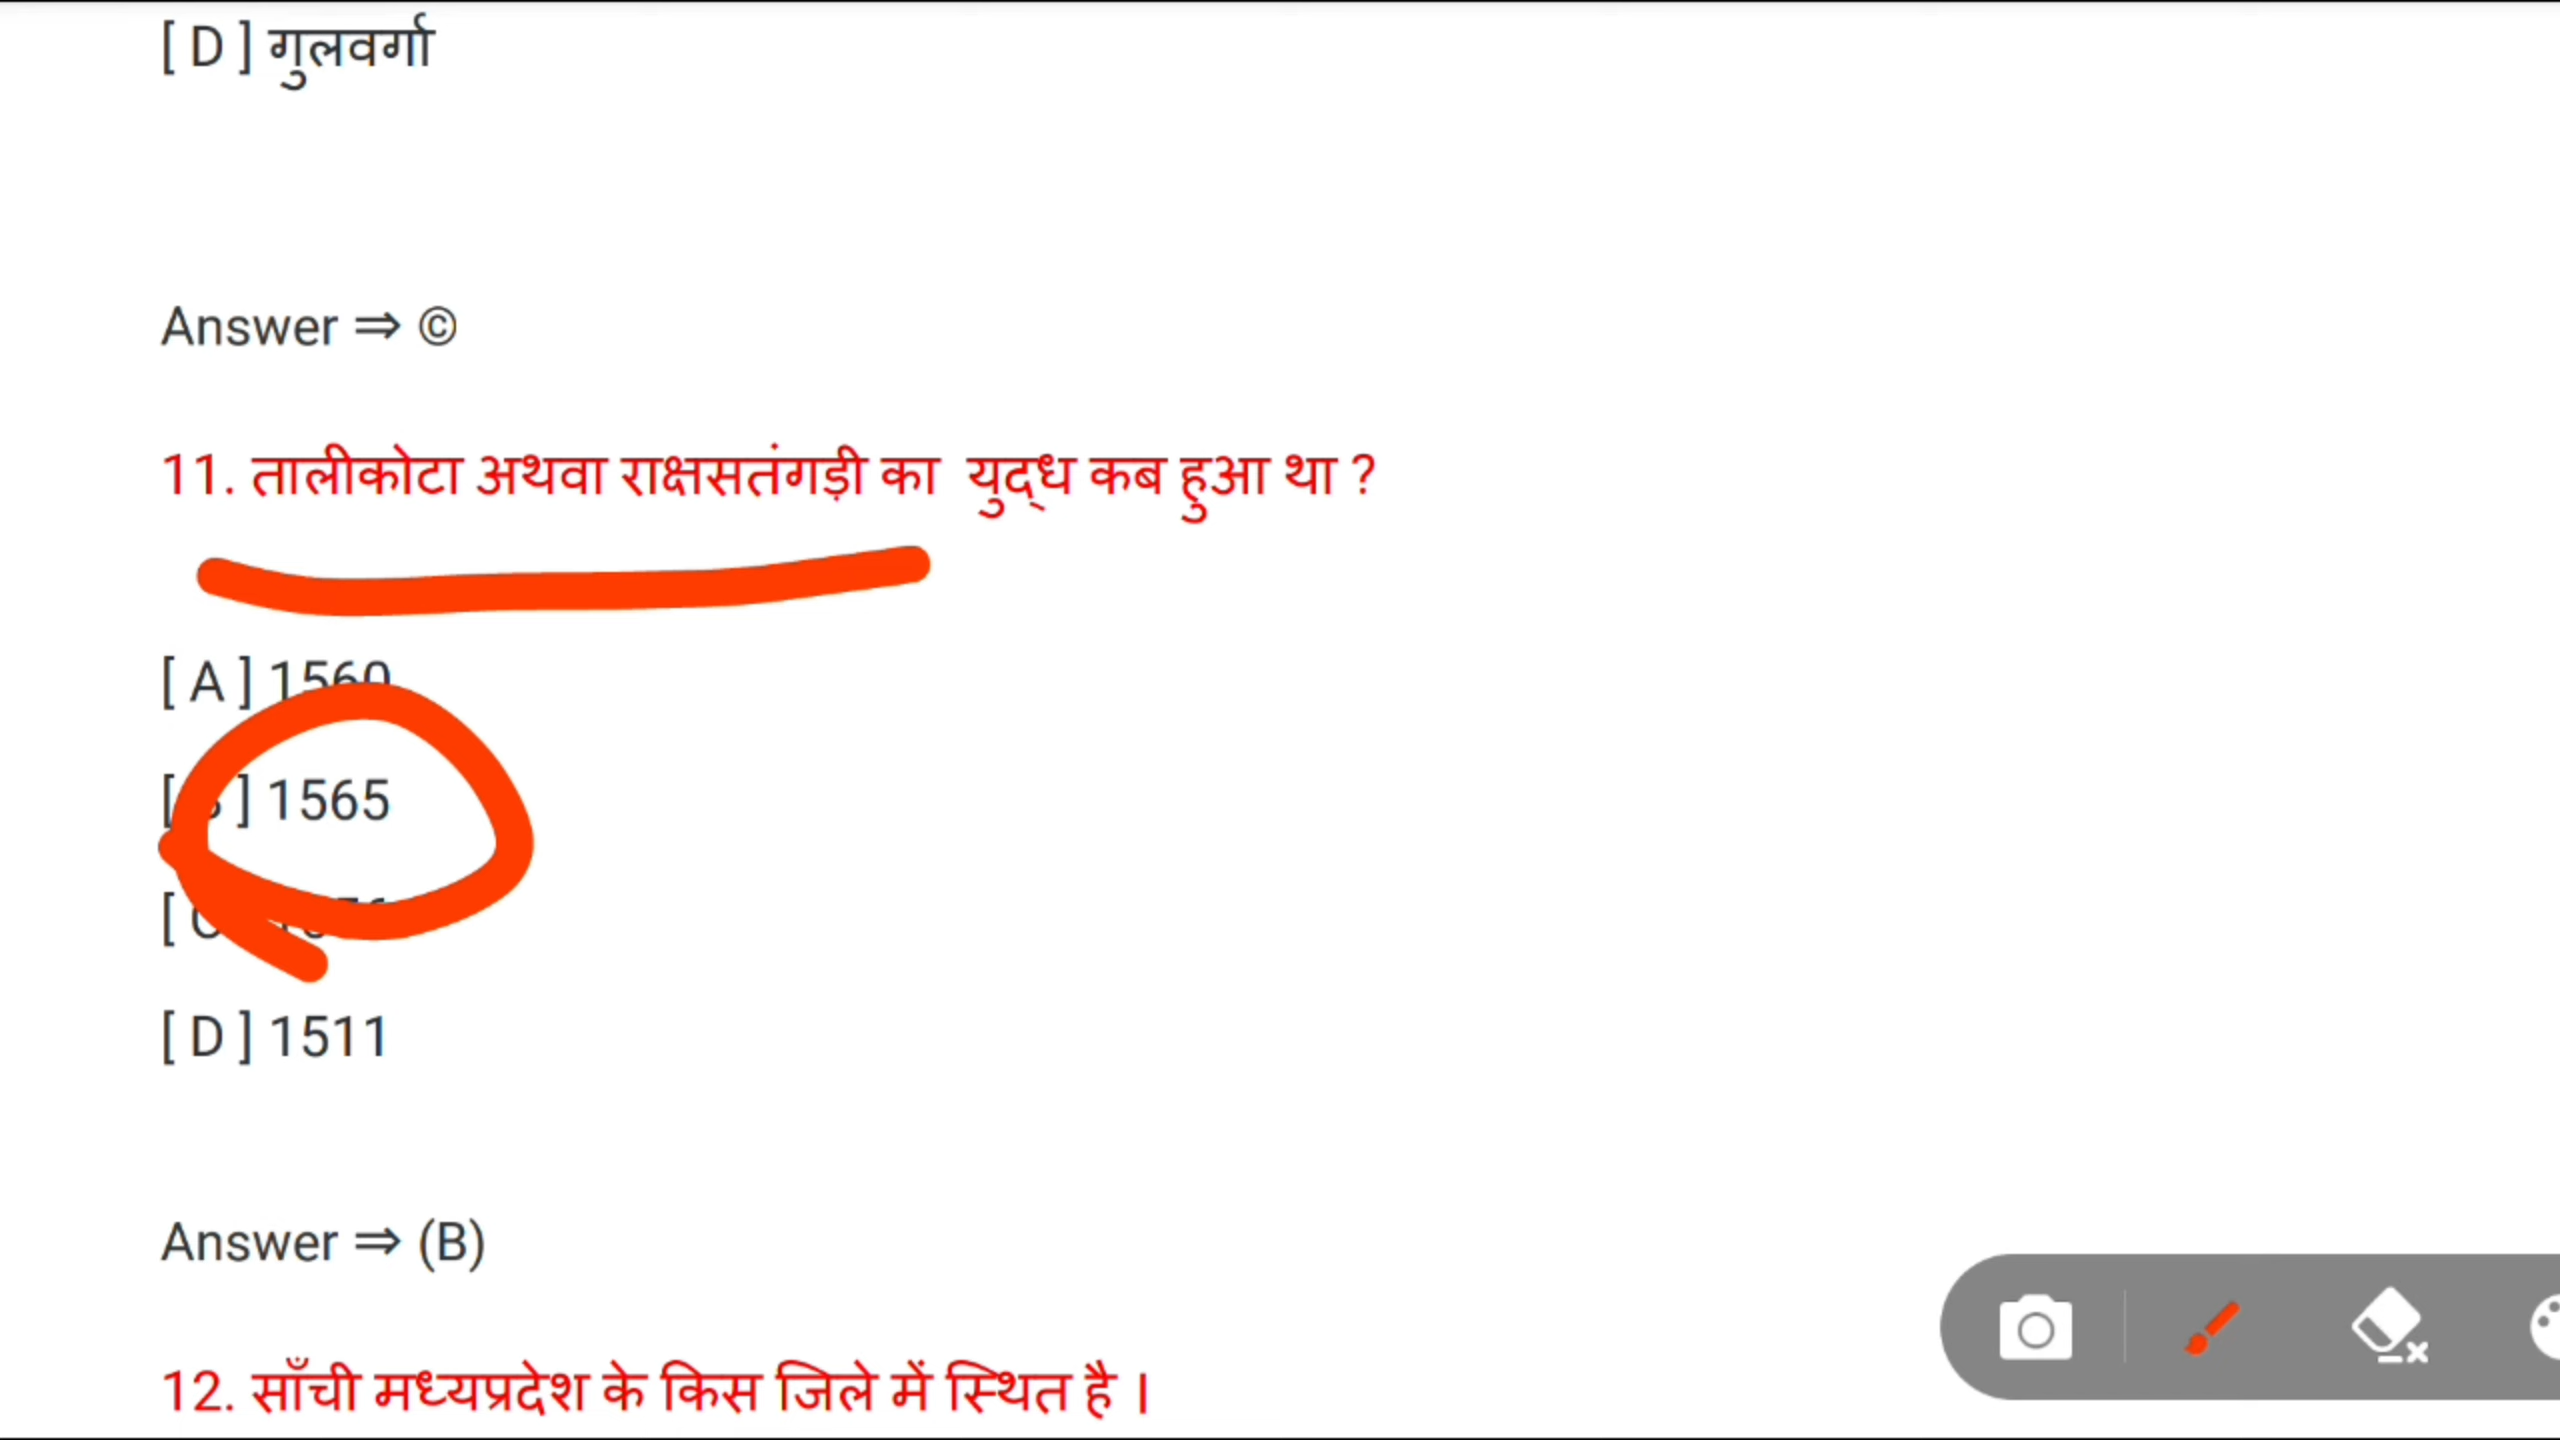 [ D ] गुलवर्गा
Answer ⇒ ©
11. तालीकोटा अथवा राक्षसतंगड़ी का युद्ध कब हुआ था ?
[ A ] 1560
[ B ] 1565
[ D ] 1511
Answer ⇒ (B)
12. साँची मध्यप्रदेश के किस जिले में स्थित है ।